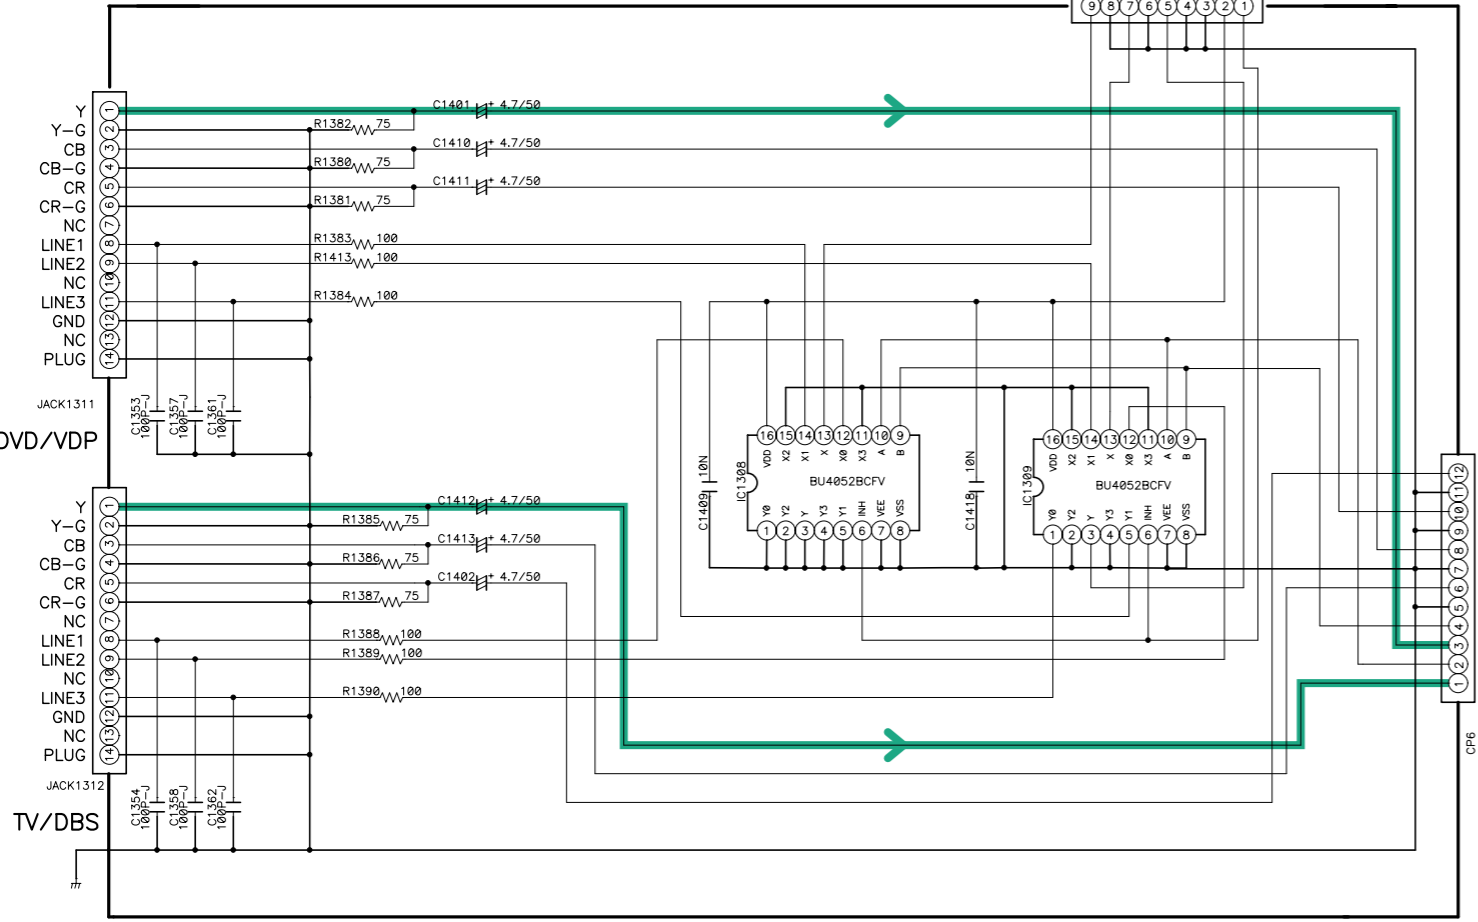 9 8 7 6 5 4 3 2 1
Y 1
C1401 + 4.7/50
Y-G 2
R1382 75
CB 3
C1410 + 4.7/50
CB-G 4
R1380 75
CR 5
C1411 + 4.7/50
CR-G 6
R1381 75
NC 7
LINE1 8
R1383 100
LINE2 9
R1413 100
NC 10
LINE3 11
R1384 100
GND 12
NC 13
PLUG 14
JACK1311
C1353 100P-J
C1357 100P-J
C1361 100P-J
DVD/VDP
16 15 14 13 12 11 10 9
VDD X2 X1 X X0 X3 A B
IC1308
BU4052BCFV
Y0 Y2 Y Y3 Y1 INH VEE VSS
1 2 3 4 5 6 7 8
C1409 10N
16 15 14 13 12 11 10 9
VDD X2 X1 X X0 X3 A B
IC1309
BU4052BCFV
Y0 Y2 Y Y3 Y1 INH VEE VSS
1 2 3 4 5 6 7 8
C1418 10N
12
11
10
9
8
7
6
5
4
3
2
1
CP6
Y 1
C1412 + 4.7/50
Y-G 2
R1385 75
CB 3
C1413 + 4.7/50
CB-G 4
R1386 75
CR 5
C1402 + 4.7/50
CR-G 6
R1387 75
NC 7
LINE1 8
R1388 100
LINE2 9
R1389 100
NC 10
LINE3 11
R1390 100
GND 12
NC 13
PLUG 14
JACK1312
C1354 100P-J
C1358 100P-J
C1362 100P-J
TV/DBS